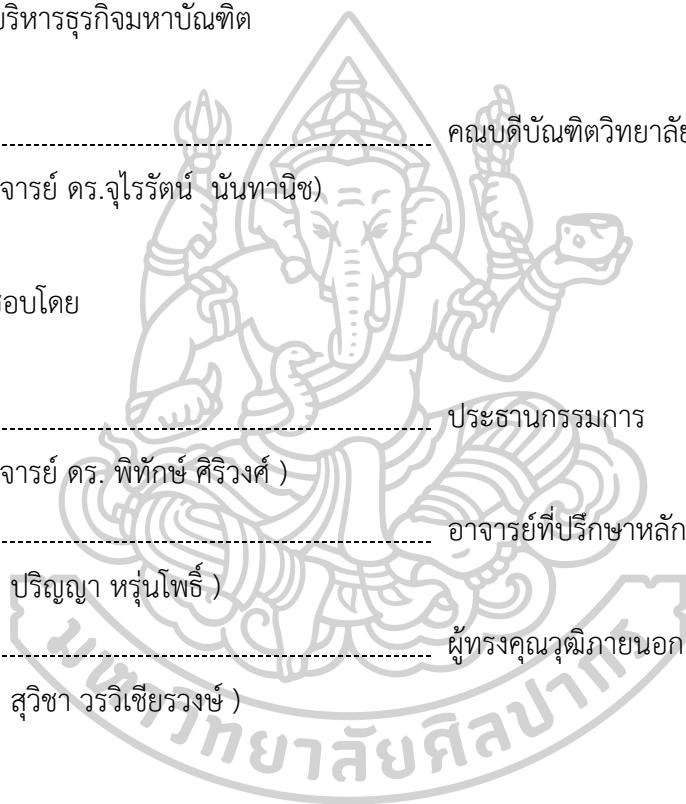 บริหารธุรกิจมหาบัณฑิต
คณบดีบัณฑิตวิทยาลัย
จารย์ ดร.จุไรรัตน์ นันทานิช)
สอบโดย
ประธานกรรมการ
จารย์ ดร. พิทักษ์ ศิริวงศ์ )
อาจารย์ที่ปรึกษาหลัก
ปริญญา หรุ่นโพธิ์ )
ผู้ทรงคุณวุฒิภายนอก
สุวิชา วรวิเชียรวงษ์ )
มหาวิทยาลัยศิลปากร